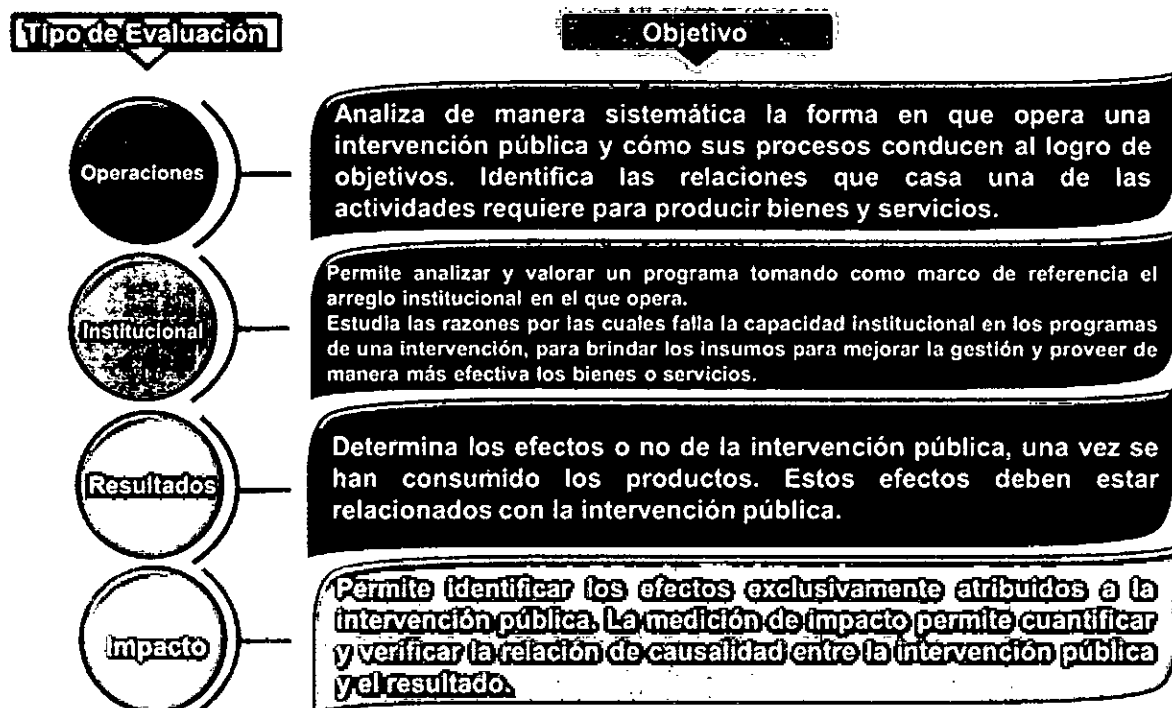 Tipo de Evaluación
Objetivo
Operaciones
Analiza de manera sistemática la forma en que opera una
intervención pública y cómo sus procesos conducen al logro de
objetivos. Identifica las relaciones que casa una de las
actividades requiere para producir bienes y servicios.
Institucional
Permite analizar y valorar un programa tomando como marco de referencia el
arreglo institucional en el que opera.
Estudia las razones por las cuales falla la capacidad institucional en los programas
de una intervención, para brindar los insumos para mejorar la gestión y proveer de
manera más efectiva los bienes o servicios.
Resultados
Determina los efectos o no de la intervención pública, una vez se
han consumido los productos. Estos efectos deben estar
relacionados con la intervención pública.
Impacto
Permite identificar los efectos exclusivamente atribuidos a la
intervención pública. La medición de impacto permite cuantificar
y verificar la relación de causalidad entre la intervención pública
y el resultado.